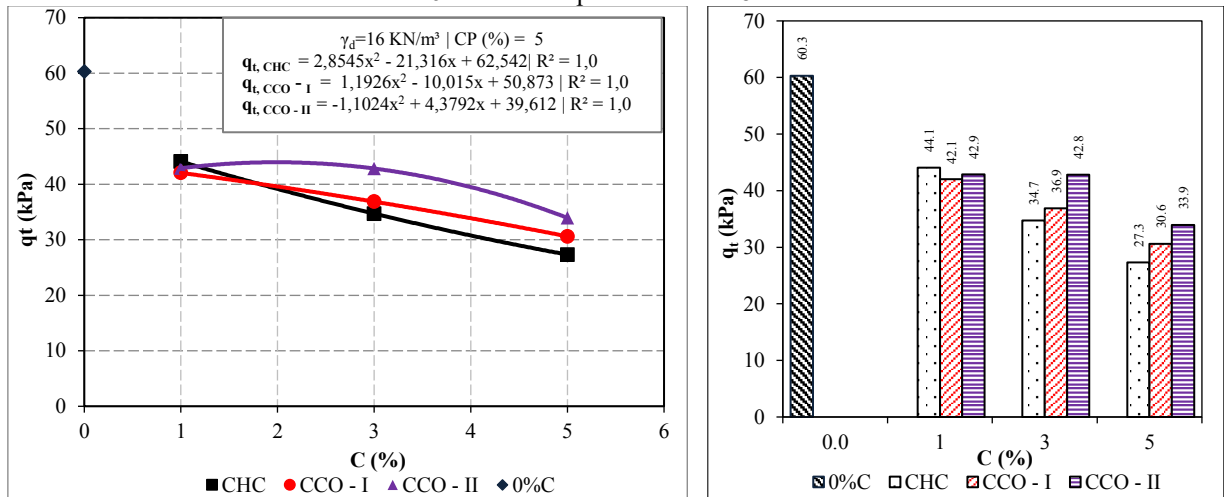 70
60
50
40
30
20
10
0
qt (kPa)
γd=16 KN/m³ | CP (%) = 5
qt, CHC = 2,8545x² - 21,316x + 62,542| R² = 1,0
qt, CCO - I = 1,1926x² - 10,015x + 50,873 | R² = 1,0
qt, CCO - II = -1,1024x² + 4,3792x + 39,612 | R² = 1,0
0 1 2 3 4 5 6
C (%)
CHC CCO - I CCO - II 0%C
70
60
50
40
30
20
10
0
qt (kPa)
60.3
44.1
42.1
42.9
34.7
36.9
42.8
27.3
30.6
33.9
0.0 1 3 5
C (%)
0%C CHC CCO - I CCO - II